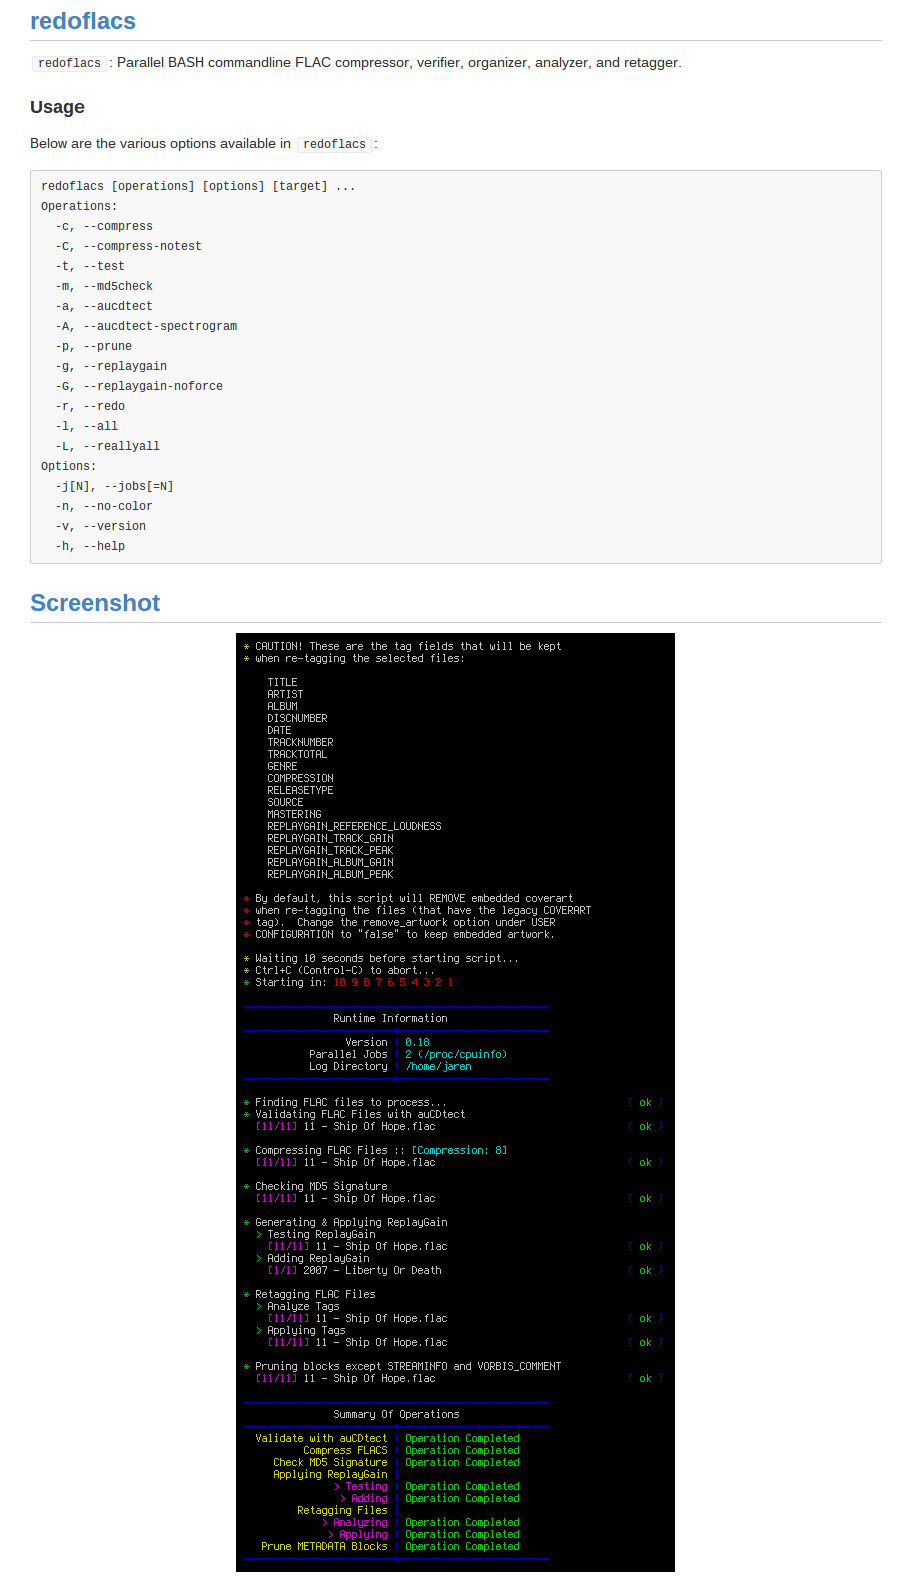 redoflacs
redoflacs : Parallel BASH commandline FLAC compressor, verifier, organizer, analyzer, and retagger.
Usage
Below are the various options available in redoflacs :
redoflacs [operations] [options] [target] ...
Operations:
-c, --compress
-C, --compress-notest
-t, --test
-m, --md5check
-a, --aucdtect
-A, --aucdtect-spectrogram
-p, --prune
-g, --replaygain
-G, --replaygain-noforce
-r, --redo
-l, --all
-L, --reallyall
Options:
-j[N], --jobs[=N]
-n, --no-color
-v, --version
-h, --help
Screenshot
* CAUTION! These are the tag fields that will be kept
* when re-tagging the selected files:
TITLE
ARTIST
ALBUM
DISCNUMBER
DATE
TRACKNUMBER
TRACKTOTAL
GENRE
COMPRESSION
RELEASETYPE
SOURCE
MASTERING
REPLAYGAIN_REFERENCE_LOUDNESS
REPLAYGAIN_TRACK_GAIN
REPLAYGAIN_TRACK_PEAK
REPLAYGAIN_ALBUM_GAIN
REPLAYGAIN_ALBUM_PEAK
* By default, this script will REMOVE embedded coverart
* when re-tagging the files (that have the legacy COVERART
* tag).  Change the remove_artwork option under USER
* CONFIGURATION to "false" to keep embedded artwork.
* Waiting 10 seconds before starting script...
* Ctrl+C (Control-C) to abort...
* Starting in: 10 9 8 7 6 5 4 3 2 1
Runtime Information
Version | 0.18
Parallel Jobs | 2 (/proc/cpuinfo)
Log Directory | /home/jaren
* Finding FLAC files to process... [ ok ]
* Validating FLAC Files with auCDtect
[11/11] 11 - Ship Of Hope.flac [ ok ]
* Compressing FLAC Files :: [Compression: 8]
[11/11] 11 - Ship Of Hope.flac [ ok ]
* Checking MD5 Signature
[11/11] 11 - Ship Of Hope.flac [ ok ]
* Generating & Applying ReplayGain
> Testing ReplayGain
[11/11] 11 - Ship Of Hope.flac [ ok ]
> Adding ReplayGain
[1/1] 2007 - Liberty Or Death [ ok ]
* Retagging FLAC Files
> Analyze Tags
[11/11] 11 - Ship Of Hope.flac [ ok ]
> Applying Tags
[11/11] 11 - Ship Of Hope.flac [ ok ]
* Pruning blocks except STREAMINFO and VORBIS_COMMENT
[11/11] 11 - Ship Of Hope.flac [ ok ]
Summary Of Operations
Validate with auCDtect | Operation Completed
Compress FLACS | Operation Completed
Check MD5 Signature | Operation Completed
Applying ReplayGain |
> Testing | Operation Completed
> Adding | Operation Completed
Retagging Files |
> Analyzing | Operation Completed
> Applying | Operation Completed
Prune METADATA Blocks | Operation Completed